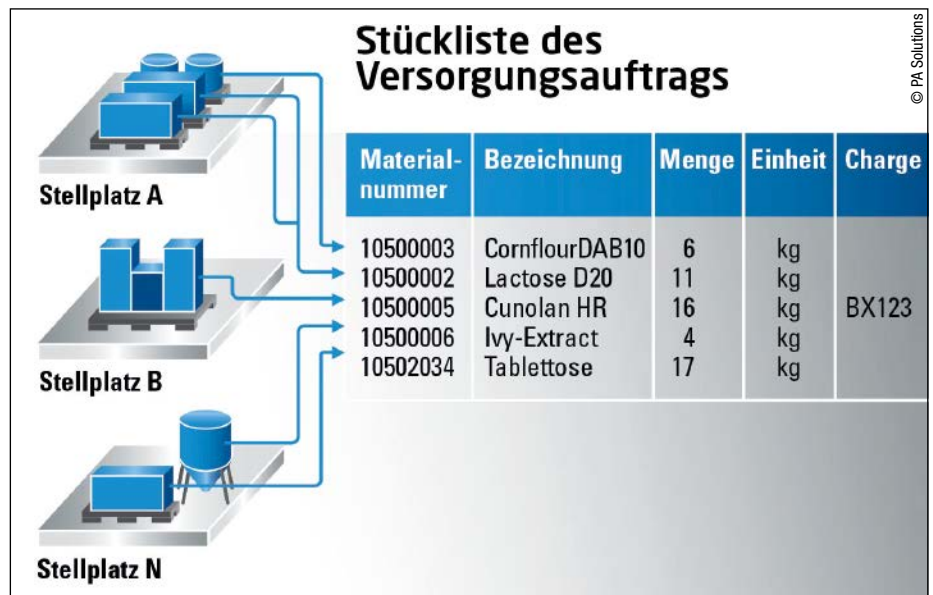 Stückliste des
Versorgungsauftrags
© PA Solutions
Stellplatz A
Stellplatz B
Stellplatz N
Material-nummer Bezeichnung Menge Einheit Charge
10500003 CornflourDAB10 6 kg
10500002 Lactose D20 11 kg
10500005 Cunolan HR 16 kg BX123
10500006 Ivy-Extract 4 kg
10502034 Tablettose 17 kg